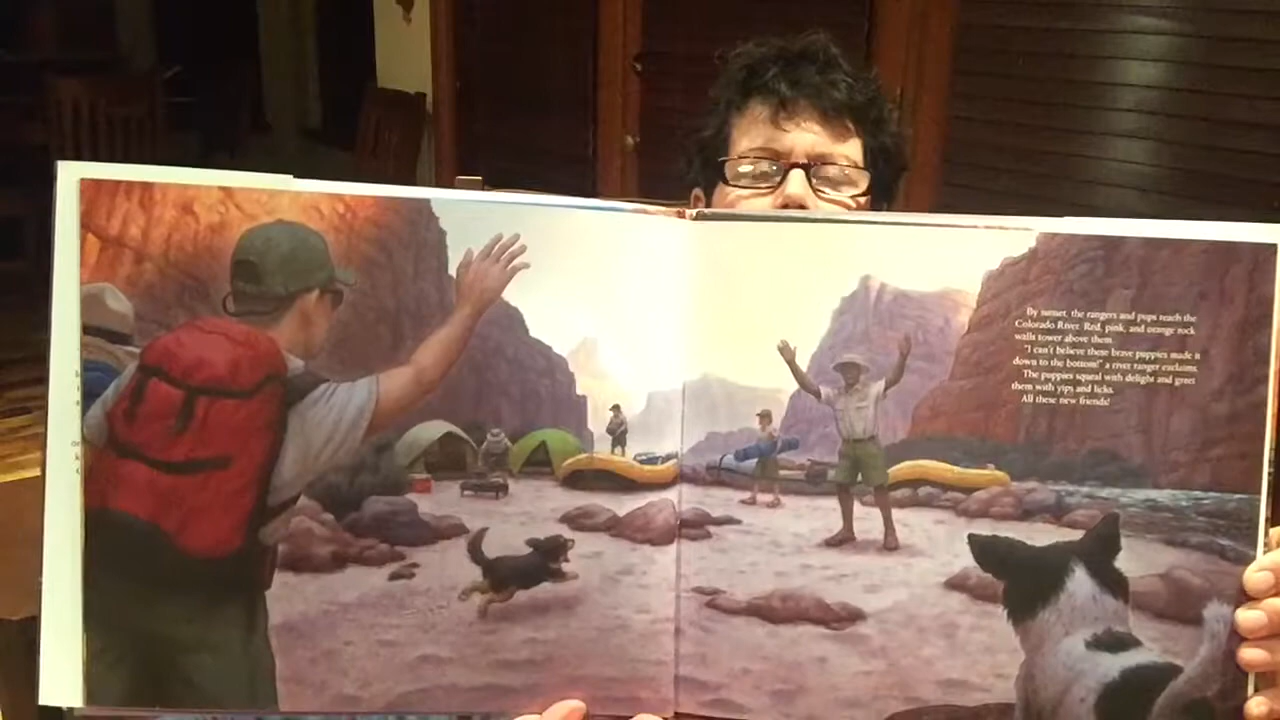 By sunset, the rangers and pups reach the
Colorado River. Red, pink, and orange rock
walls tower above them.
"I can't believe these brave puppies made it
down to the bottom!" a river ranger exclaims.
The puppies squeal with delight and greet
them with yips and licks.
All these new friends!